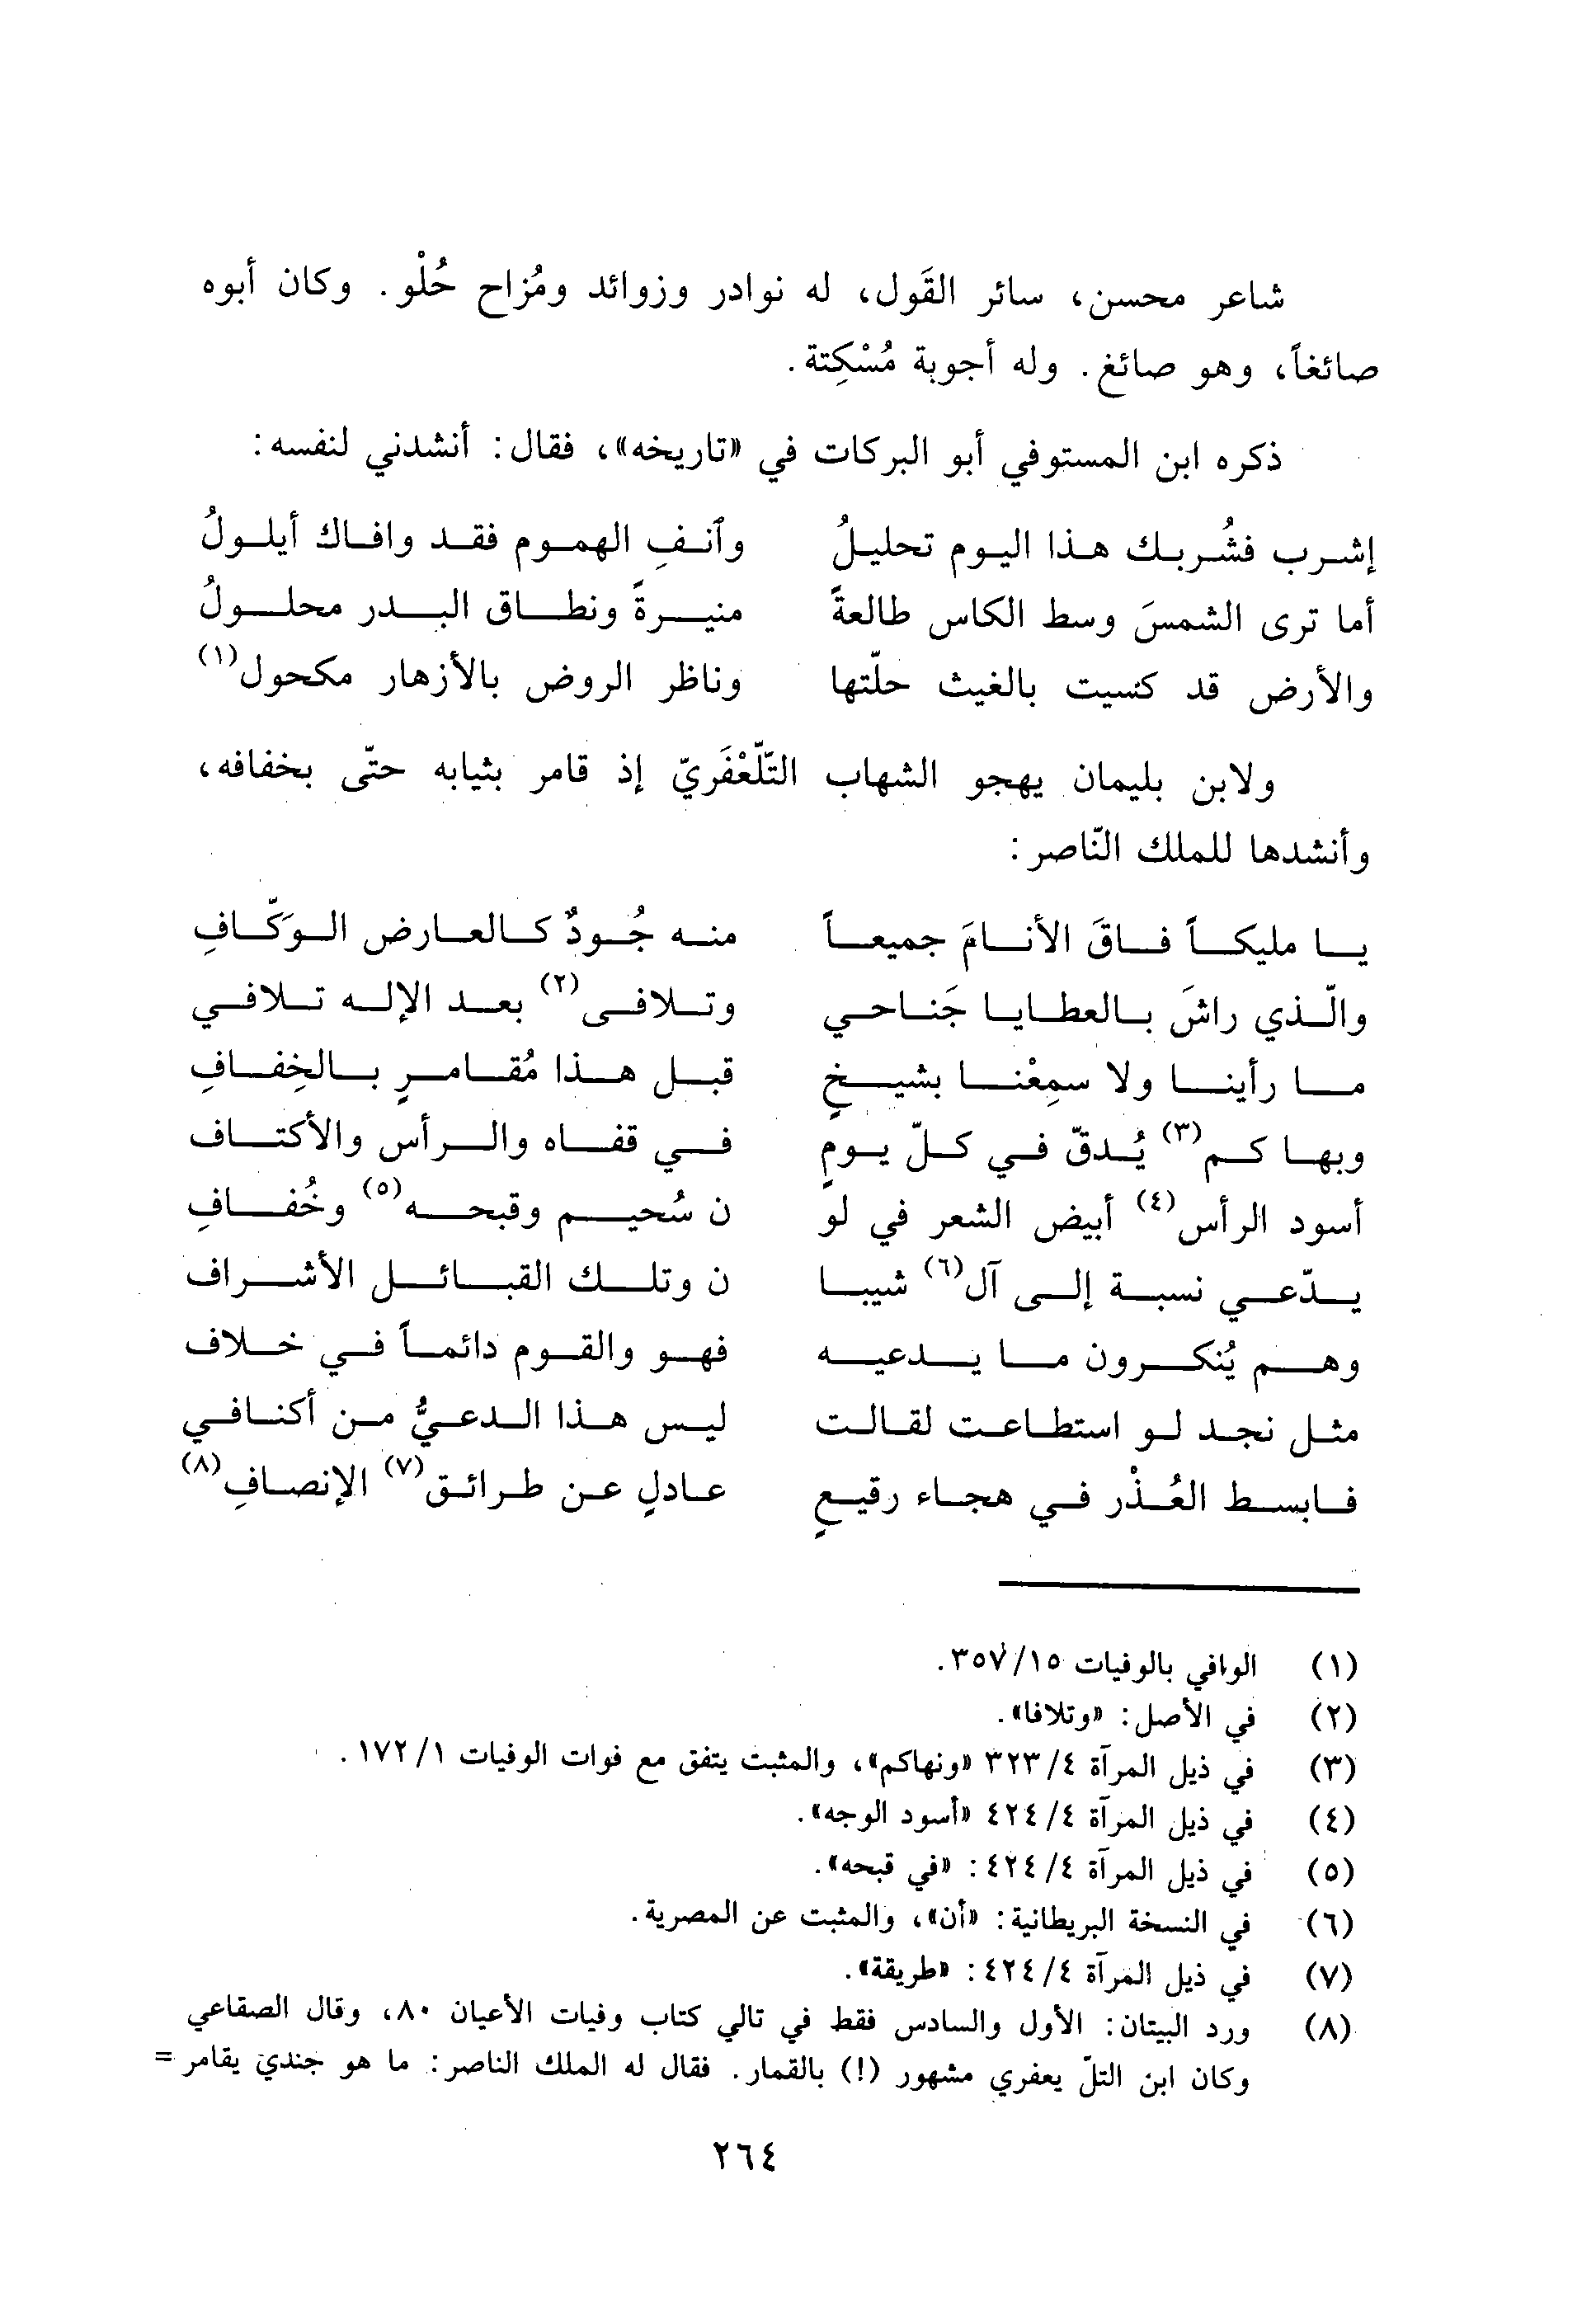 شاعر محسن، سائر القَول، له نوادر وزوائد ومُزاح حُلْو. وكان أبوه
صائغاً، وهو صائغ. وله أجوبة مُسْكِتة.
ذكره ابن المستوفي أبو البركات في «تاريخه»، فقال: أنشدني لنفسه:
إشرب فشُربك هذا اليوم تحليلُ وٱنفِ الهموم فقد وافاك أيلولُ
أما ترى الشمسَ وسط الكاس طالعةً منيرةً ونطاق البدر محلولُ
والأرض قد كسيت بالغيث حلّتها وناظر الروض بالأزهار مكحول(١)
ولابن بليمان يهجو الشهاب التّلَّعْفَريّ إذ قامر بثيابه حتّى بخفافه،
وأنشدها للملك النّاصر:
يا مليكاً فاقَ الأنامَ جميعاً منه جُودٌ كالعارض الوَكّافِ
والّذي راشَ بالعطايا جَناحي وتلافى(٢) بعد الإله تلافي
ما رأينا ولا سمِعْنا بشيخٍ قبل هذا مُقامرٍ بالخِفافِ
وبها كم(٣) يُدقّ في كلّ يومٍ في قفاه والرأس والأكتاف
أسود الرأس(٤) أبيض الشعر في لو ن سُحيم وقبحه(٥) وخُفافِ
يدّعي نسبة إلى آل(٦) شيبا ن وتلك القبائل الأشراف
وهم يُنكرون ما يدعيه فهو والقوم دائماً في خلاف
مثل نجد لو استطاعت لقالت ليس هذا الدعيُّ من أكنافي
فابسط العُذْر في هجاء رقيعٍ عادلٍ عن طرائق(٧) الإنصافِ(٨)
(١) الوافي بالوفيات ٣٥٧/١٥.
(٢) في الأصل: «وتلافا».
(٣) في ذيل المرآة ٣٢٣/٤ «ونهاكم»، والمثبت يتفق مع فوات الوفيات ١٧٢/١.
(٤) في ذيل المرآة ٤٢٤/٤ «أسود الوجه».
(٥) في ذيل المرآة ٤٢٤/٤: «في قبحه».
(٦) في النسخة البريطانية: «أن»، والمثبت عن المصرية.
(٧) في ذيل المرآة ٤٢٤/٤: «طريقة».
(٨) ورد البيتان: الأول والسادس فقط في تالي كتاب وفيات الأعيان ٨٠، وقال الصقاعي
وكان ابن التلّ يعفري مشهور (!) بالقمار. فقال له الملك الناصر: ما هو جندي يقامر =
٢٦٤